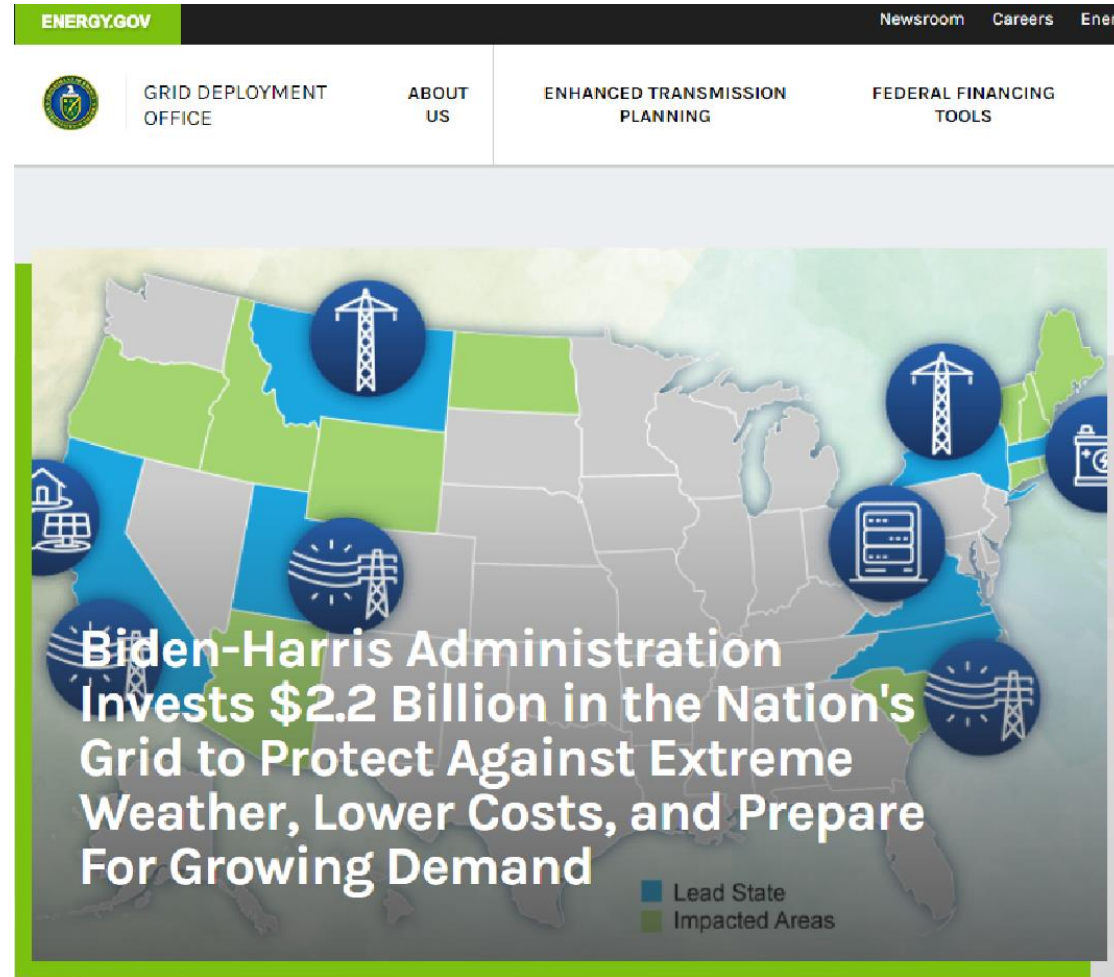 ENERGY.GOV
Newsroom Careers Ener
GRID DEPLOYMENT
OFFICE
ABOUT
US
ENHANCED TRANSMISSION
PLANNING
FEDERAL FINANCING
TOOLS
Biden-Harris Administration
Invests $2.2 Billion in the Nation's
Grid to Protect Against Extreme
Weather, Lower Costs, and Prepare
For Growing Demand
Lead State
Impacted Areas